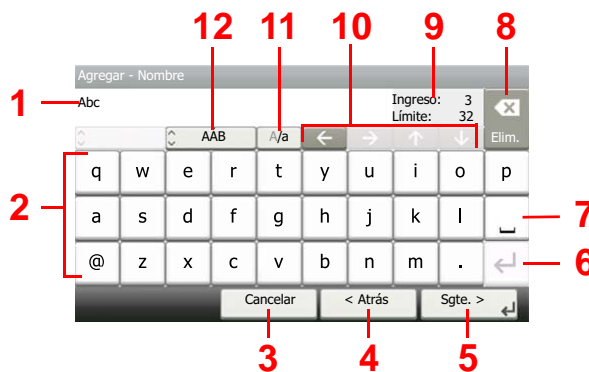 12 11 10 9 8
Agregar - Nombre
1 Abc Ingreso: 3
Límite: 32
AAB A/a ← → ↑ ↓ Elim.
2 q w e r t y u i o p
a s d f g h j k l 7
@ z x c v b n m . 6
Cancelar < Atrás Sgte. >
3 4 5